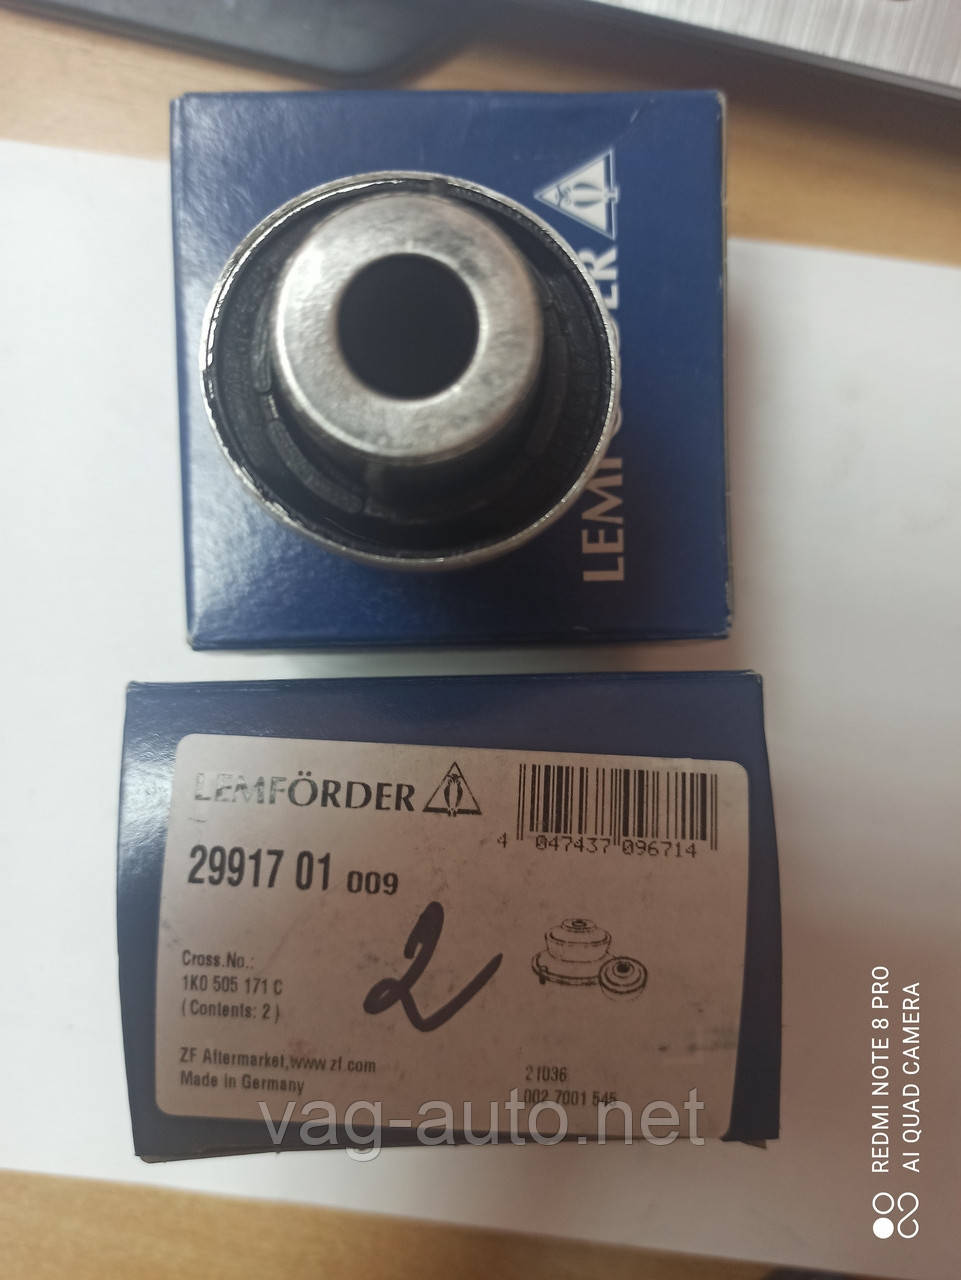 LEMFÖRDER
LEMFÖRDER
4 047437 096714
29917 01 009
2
Cross.No.:
1K0 505 171 C
(Contents: 2)
ZF Aftermarket,www.zf.com
Made in Germany
21036
L002 7001 545
vag-auto.net
REDMI NOTE 8 PRO
AI QUAD CAMERA